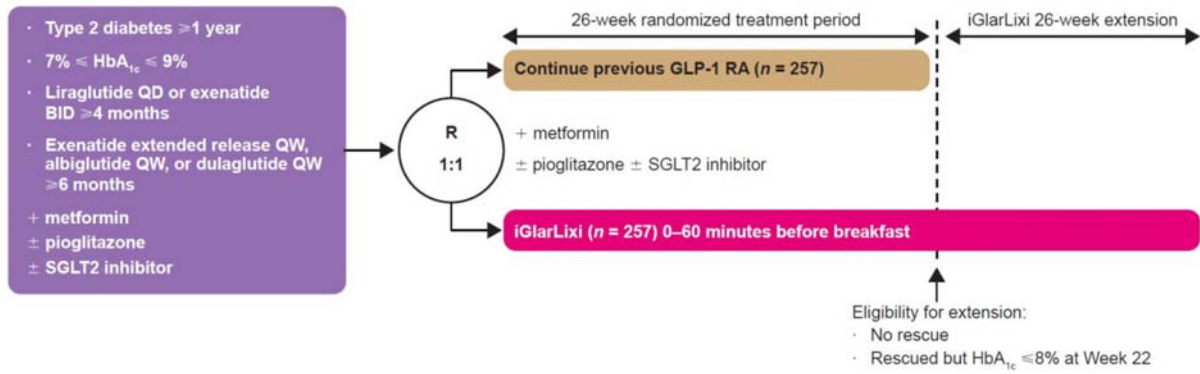 · Type 2 diabetes ⩾1 year
· 7% ⩽ HbA1c ⩽ 9%
· Liraglutide QD or exenatide
BID ⩾4 months
· Exenatide extended release QW,
albiglutide QW, or dulaglutide QW
⩾6 months
+ metformin
± pioglitazone
± SGLT2 inhibitor
R
1:1
26-week randomized treatment period
iGlarLixi 26-week extension
Continue previous GLP-1 RA (n = 257)
+ metformin
± pioglitazone ± SGLT2 inhibitor
iGlarLixi (n = 257) 0–60 minutes before breakfast
Eligibility for extension:
· No rescue
· Rescued but HbA1c ⩽8% at Week 22